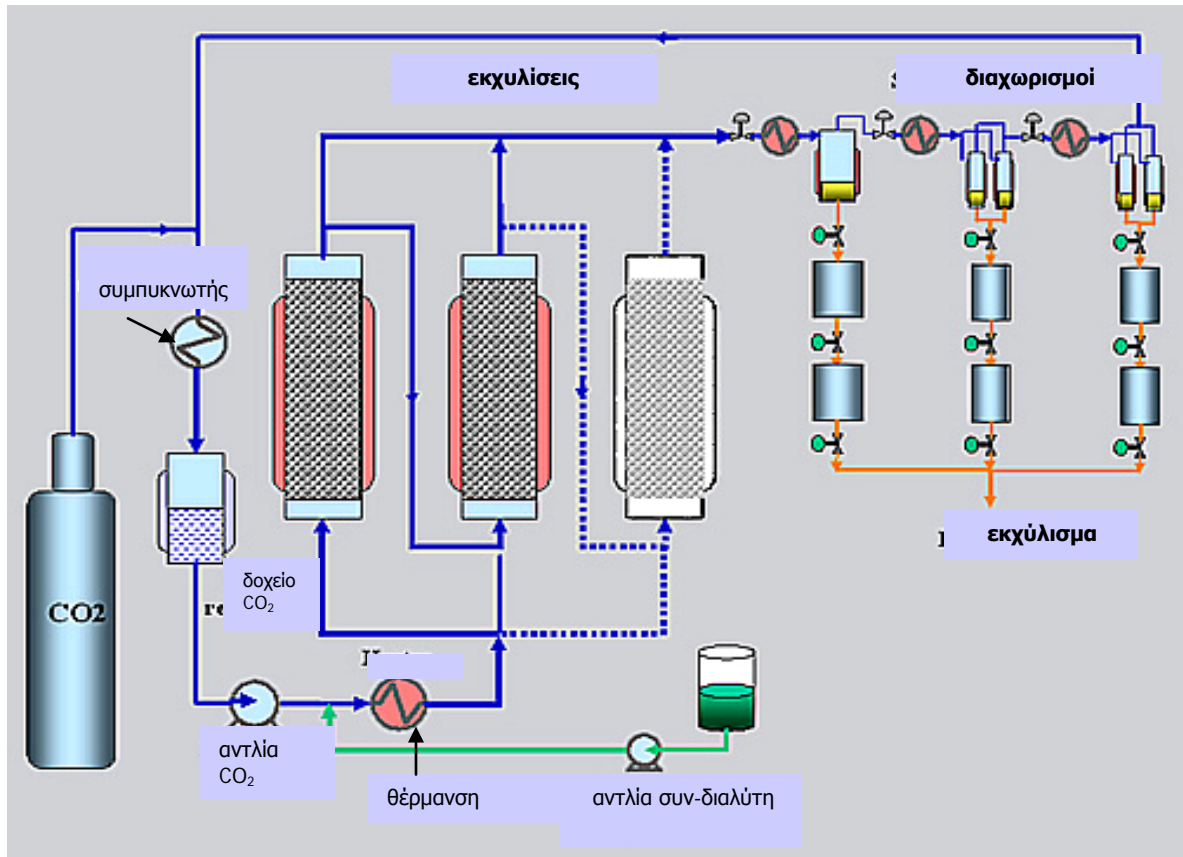 εκχυλίσεις
διαχωρισμοί
συμπυκνωτής
CO2
δοχείο
CO₂
εκχύλισμα
αντλία
CO₂
θέρμανση
αντλία συν-διαλύτη